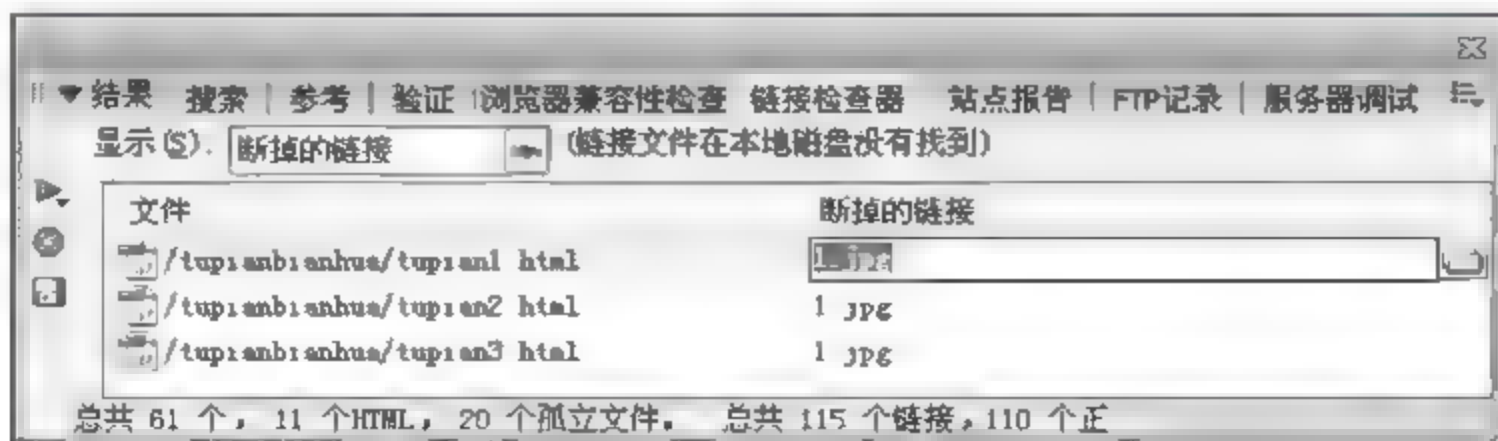 结果 搜索 | 参考 | 验证 | 浏览器兼容性检查 链接检查器 站点报告 | FTP记录 | 服务器调试
显示(S): 断掉的链接 (链接文件在本地磁盘没有找到)
文件 断掉的链接
/tupianbianhua/tupian1 html 1.jpg
/tupianbianhua/tupian2 html 1 jpg
/tupianbianhua/tupian3 html 1 jpg
总共 61 个, 11 个HTML, 20 个孤立文件。 总共 115 个链接,110 个正